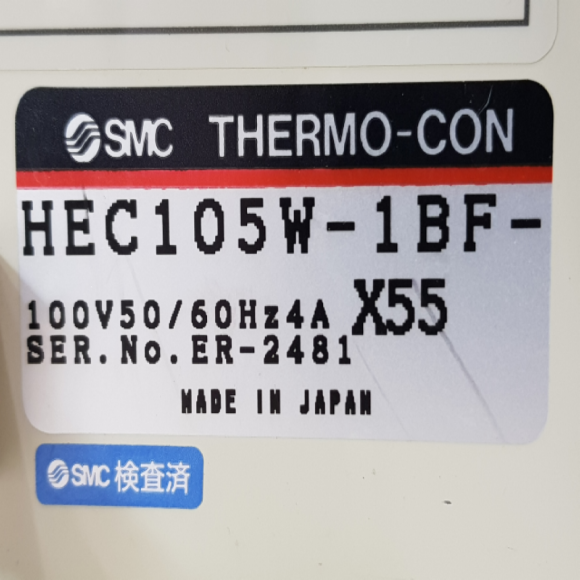 SMC THERMO-CON
HEC105W-1BF-
100V50/60Hz4A X55
SER.No.ER-2481
MADE IN JAPAN
SMC 検査済